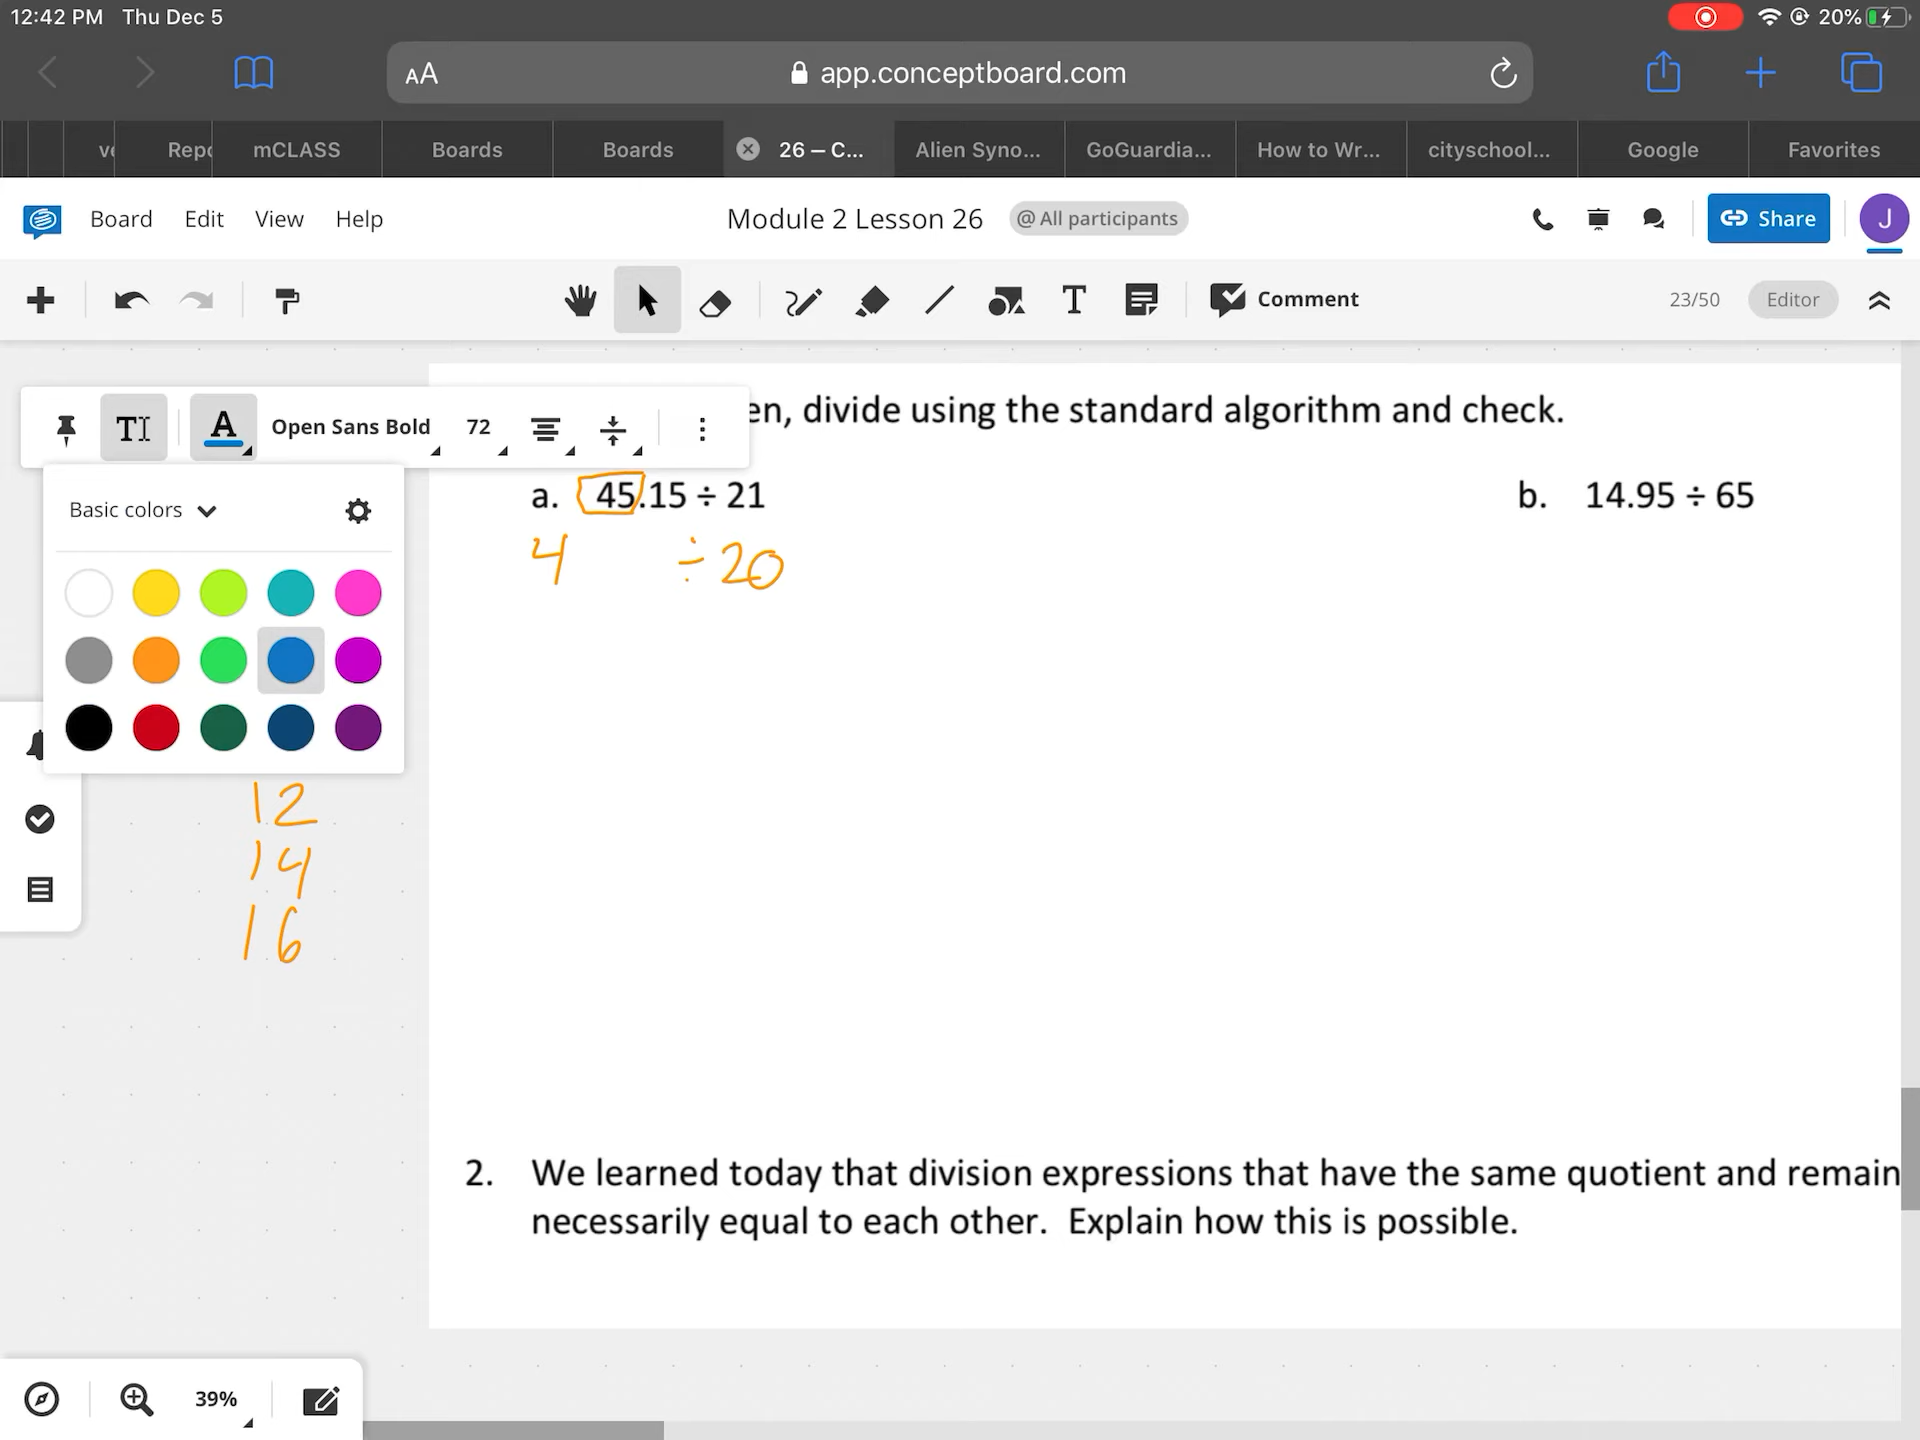 12:42 PM Thu Dec 5
20%
AA
app.conceptboard.com
Repo
mCLASS
Boards
Boards
26 – C...
Alien Syno...
GoGuardia...
How to Wr...
cityschool...
Google
Favorites
Board Edit View Help
Module 2 Lesson 26
@ All participants
Share
J
T
Comment
23/50
Editor
TI
A
Open Sans Bold
72
en, divide using the standard algorithm and check.
Basic colors
a. 45.15 ÷ 21
b. 14.95 ÷ 65
4 ÷ 20
12
14
16
2. We learned today that division expressions that have the same quotient and remain
necessarily equal to each other. Explain how this is possible.
39%